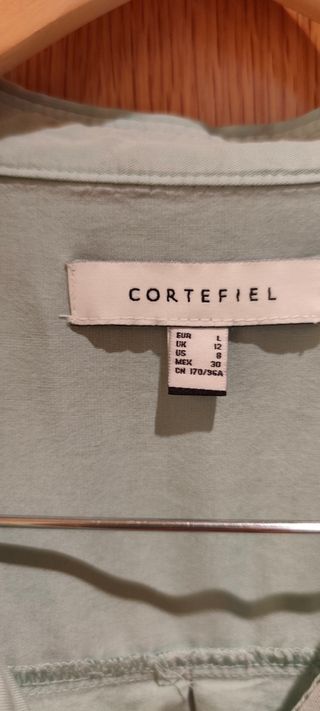 CORTEFIEL
EUR L
UK 12
US 8
MEX 30
CN 170/96A